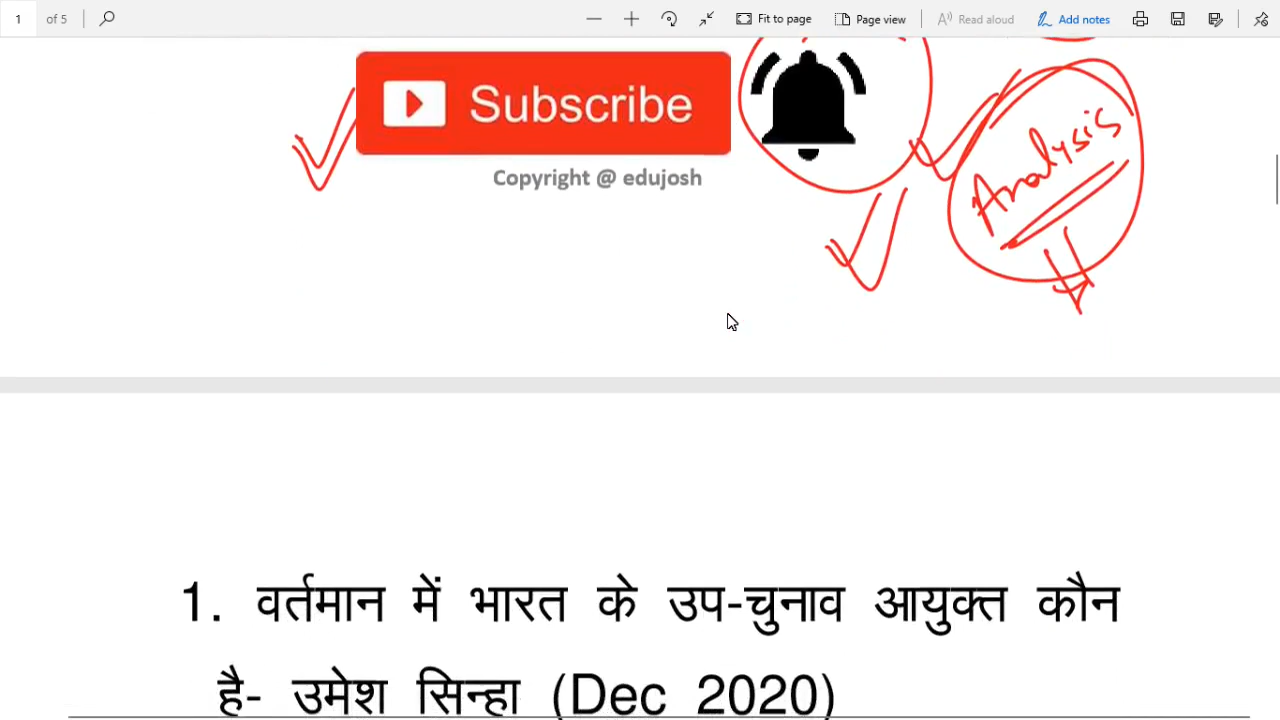 1 of 5 Fit to page Page view Read aloud Add notes
Subscribe
Analysis
Copyright @ edujosh
1. वर्तमान में भारत के उप-चुनाव आयुक्त कौन
है- उमेश सिन्हा (Dec 2020)